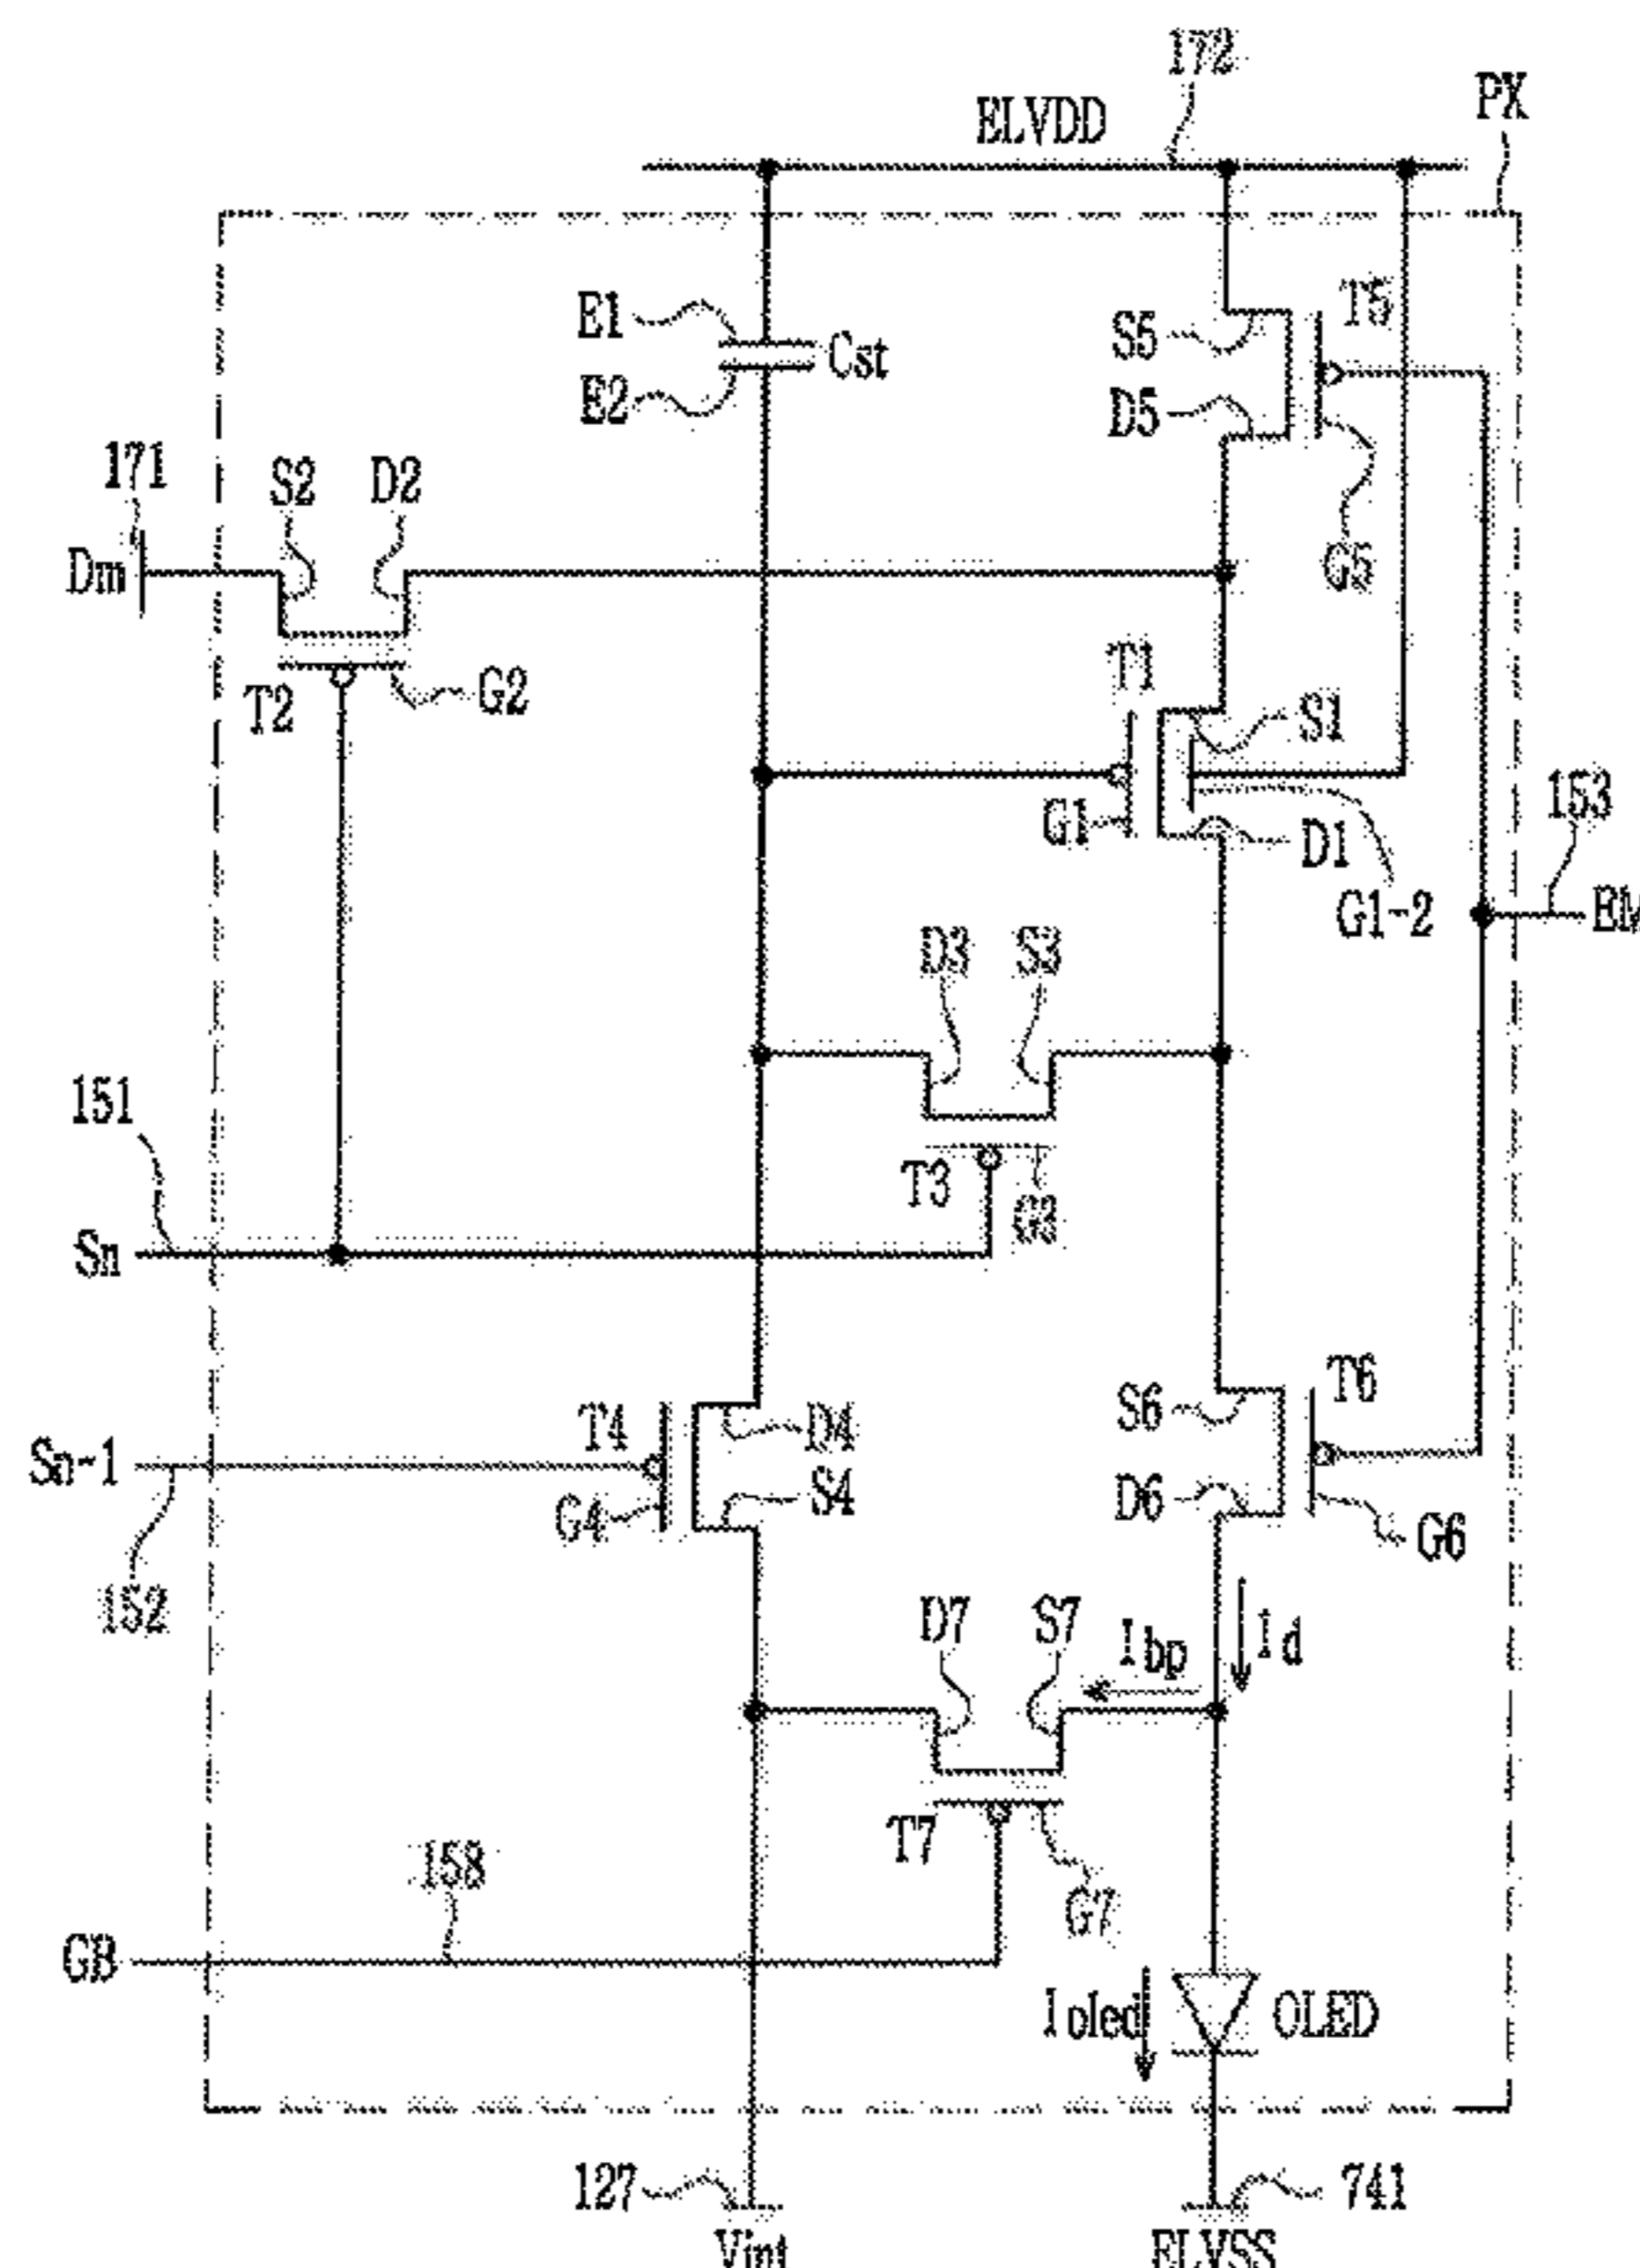 172
ELVDD
PX
E1
Cst
E2
T5
S5
D5
G5
171
S2
D2
Dm
T2
G2
T1
S1
G1
D1
G1-2
153
EM
D3
S3
151
T3
G3
Sn
T4
D4
S4
G4
Sn-1
152
S6
T6
D6
G6
D7
S7
Ibp
Id
T7
G7
158
GB
Ioled
OLED
127
741
Vint
ELVSS